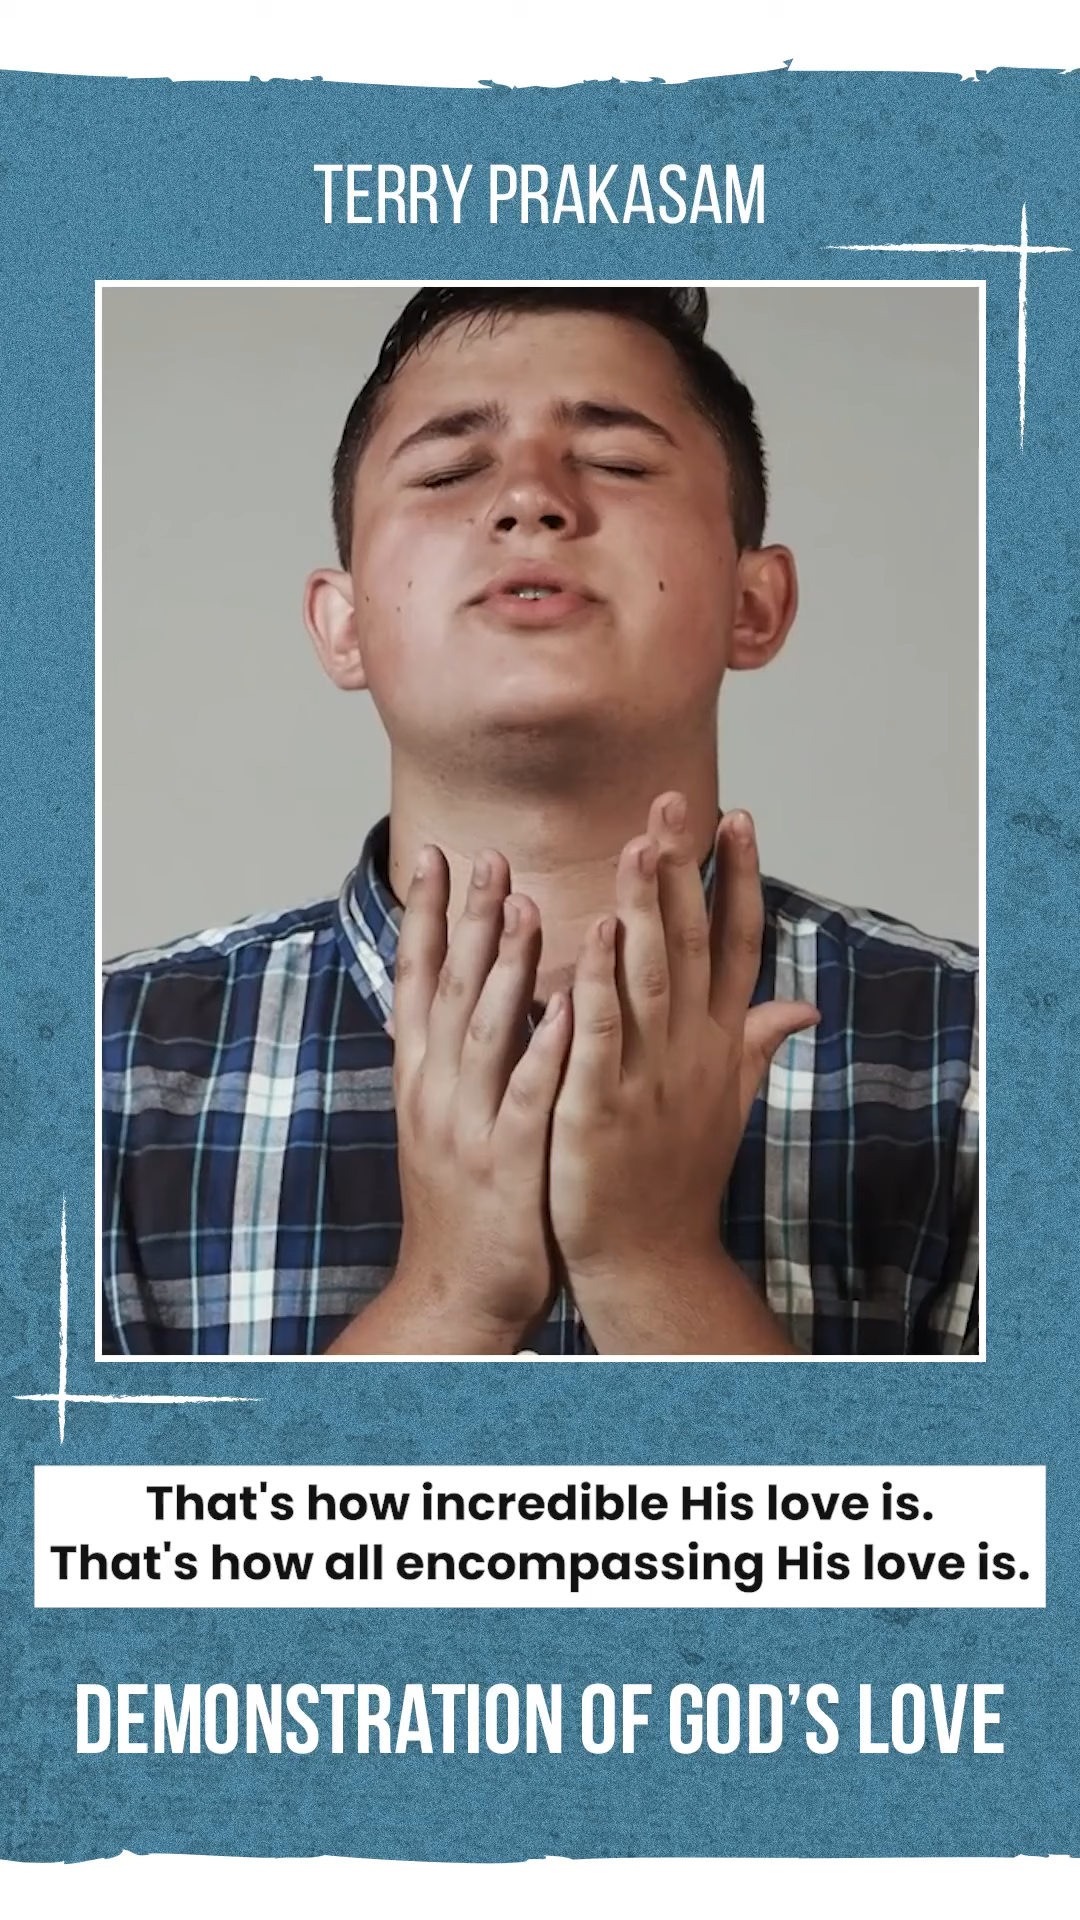 TERRY PRAKASAM
That's how incredible His love is.
That's how all encompassing His love is.
DEMONSTRATION OF GOD’S LOVE